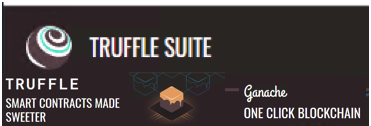 TRUFFLE SUITE
TRUFFLE
SMART CONTRACTS MADE
SWEETER
Ganache
ONE CLICK BLOCKCHAIN